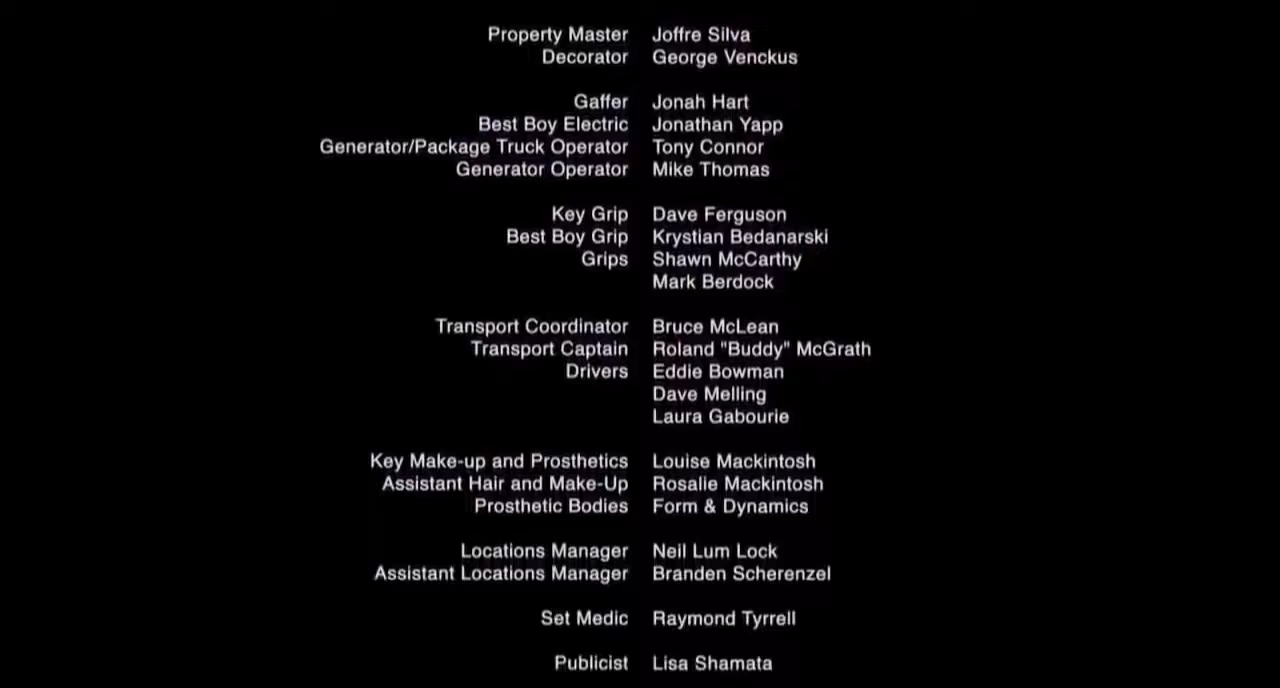 Property Master Joffre Silva
Decorator George Venckus
Gaffer Jonah Hart
Best Boy Electric Jonathan Yapp
Generator/Package Truck Operator Tony Connor
Generator Operator Mike Thomas
Key Grip Dave Ferguson
Best Boy Grip Krystian Bedanarski
Grips Shawn McCarthy
Mark Berdock
Transport Coordinator Bruce McLean
Transport Captain Roland "Buddy" McGrath
Drivers Eddie Bowman
Dave Melling
Laura Gabourie
Key Make-up and Prosthetics Louise Mackintosh
Assistant Hair and Make-Up Rosalie Mackintosh
Prosthetic Bodies Form & Dynamics
Locations Manager Neil Lum Lock
Assistant Locations Manager Branden Scherenzel
Set Medic Raymond Tyrrell
Publicist Lisa Shamata